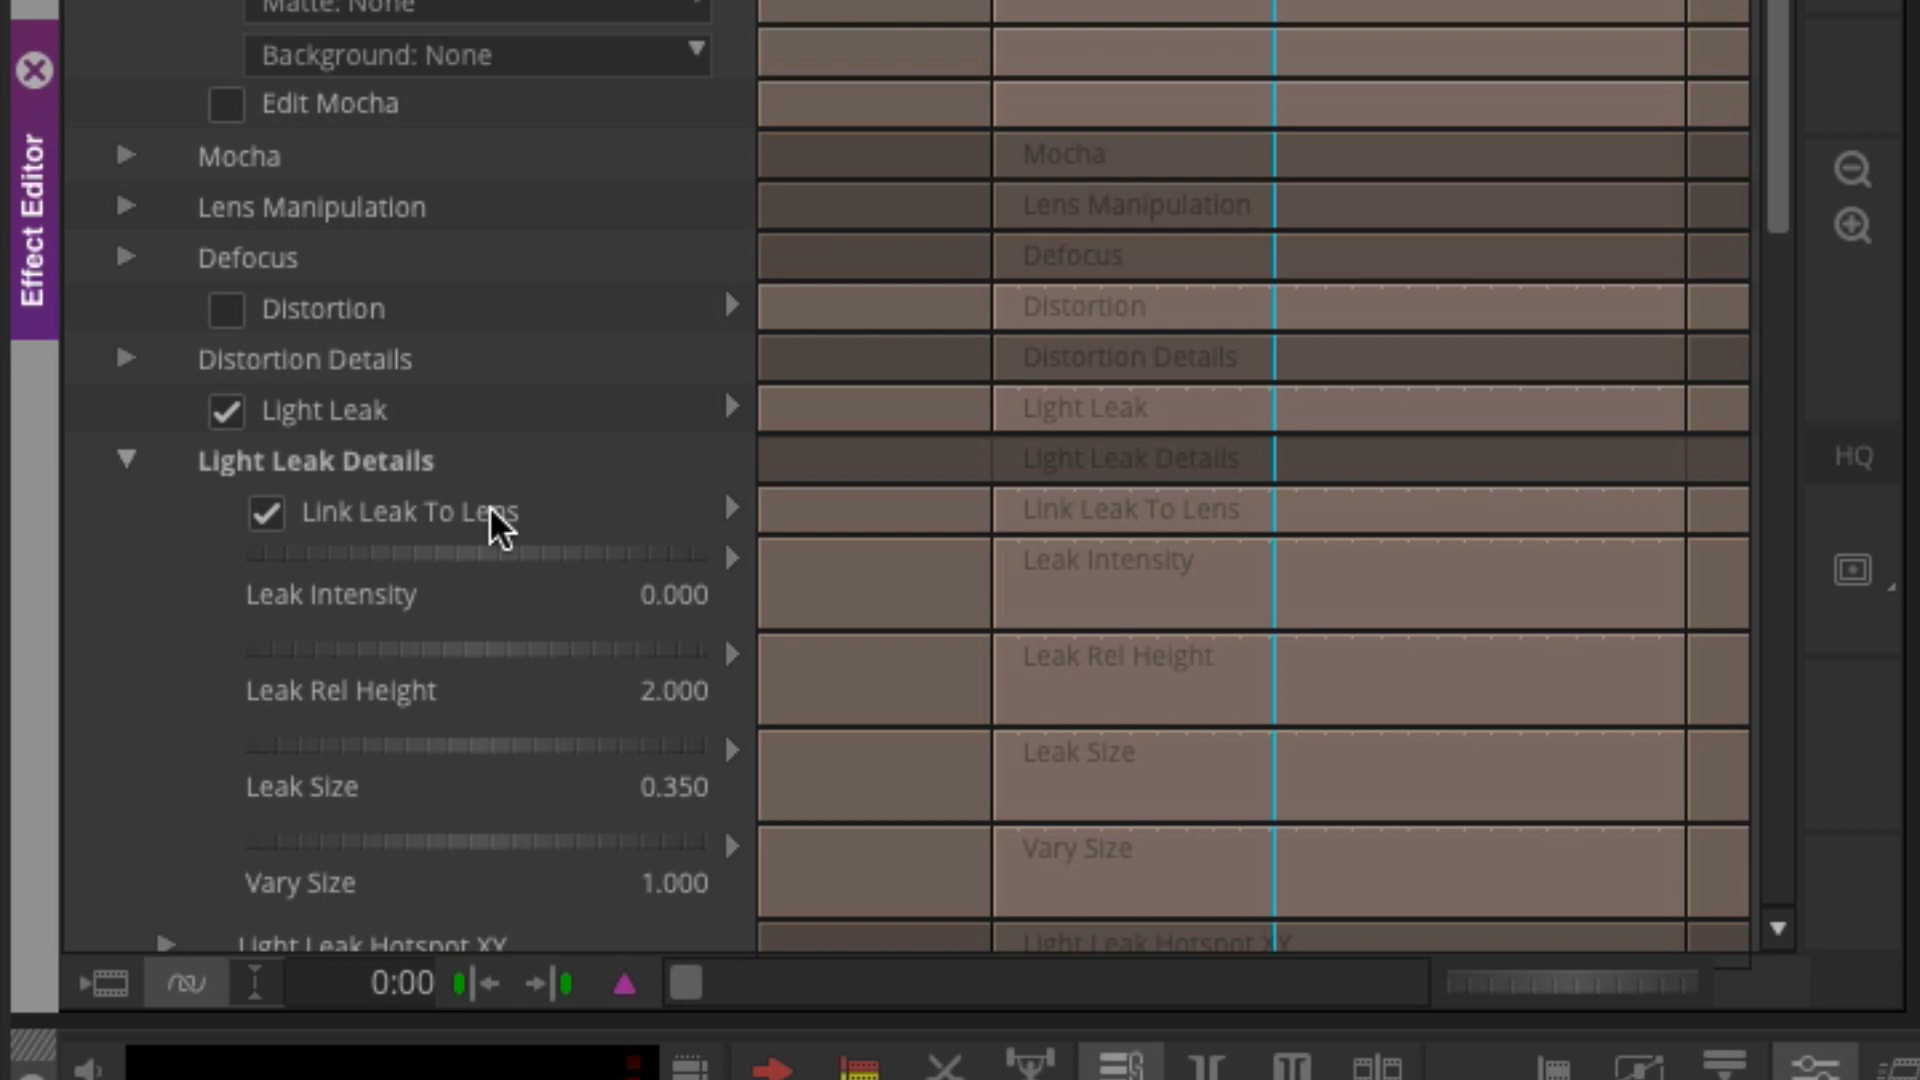 Matte: None
Background: None
Edit Mocha
Effect Editor
Mocha
Mocha
Lens Manipulation
Lens Manipulation
Defocus
Defocus
Distortion
Distortion
Distortion Details
Distortion Details
Light Leak
Light Leak
Light Leak Details
Light Leak Details
HQ
Link Leak To Lens
Link Leak To Lens
Leak Intensity
Leak Intensity 0.000
Leak Rel Height
Leak Rel Height 2.000
Leak Size
Leak Size 0.350
Vary Size
Vary Size 1.000
Light Leak Hotspot XY
Light Leak Hotspot XY
0:00